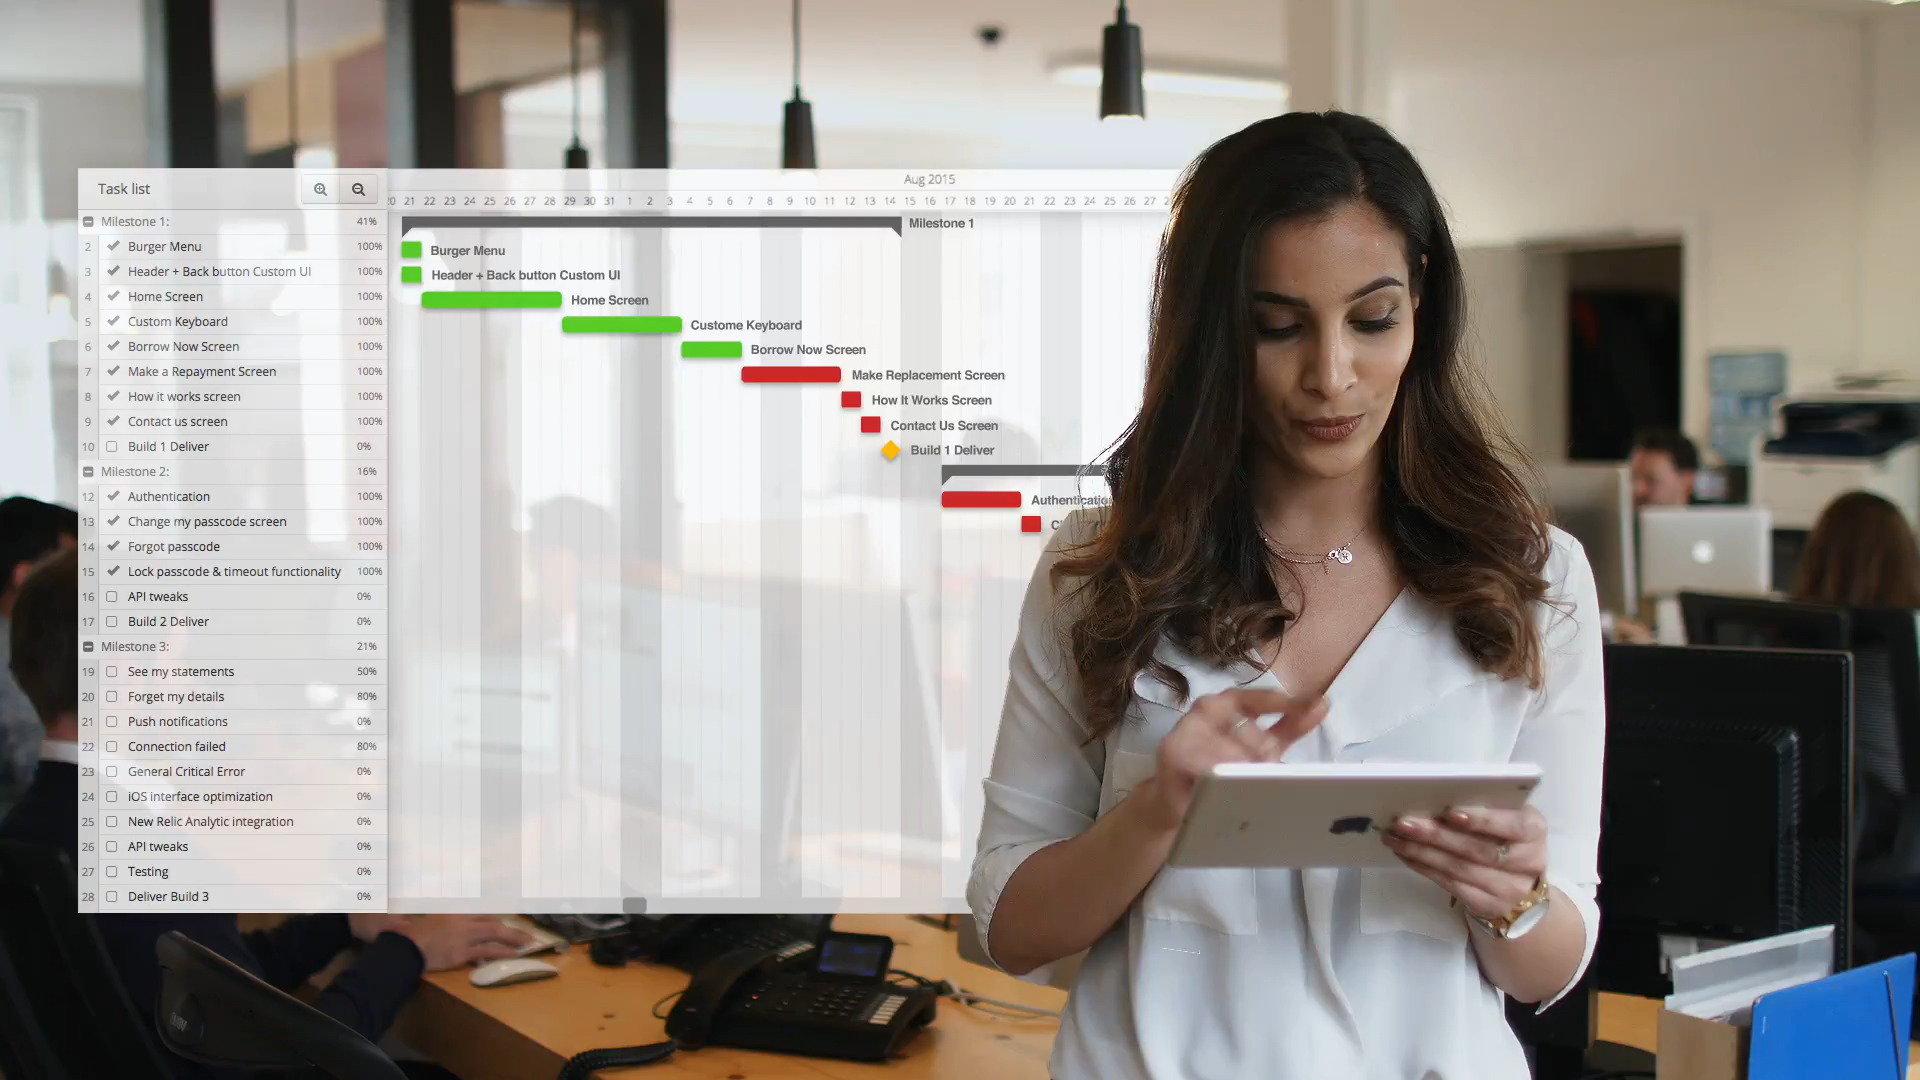 Task list
Aug 2015
20 21 22 23 24 25 26 27 28 29 30 31 1 2 3 4 5 6 7 8 9 10 11 12 13 14 15 16 17 18 19 20 21 22 23 24 25 26 27
Milestone 1: 41%
2 Burger Menu 100%
3 Header + Back button Custom UI 100%
4 Home Screen 100%
5 Custom Keyboard 100%
6 Borrow Now Screen 100%
7 Make a Repayment Screen 100%
8 How it works screen 100%
9 Contact us screen 100%
10 Build 1 Deliver 0%
Milestone 2: 16%
12 Authentication 100%
13 Change my passcode screen 100%
14 Forgot passcode 100%
15 Lock passcode & timeout functionality 100%
16 API tweaks 0%
17 Build 2 Deliver 0%
Milestone 3: 21%
19 See my statements 50%
20 Forget my details 80%
21 Push notifications 0%
22 Connection failed 80%
23 General Critical Error 0%
24 iOS interface optimization 0%
25 New Relic Analytic integration 0%
26 API tweaks 0%
27 Testing 0%
28 Deliver Build 3 0%
Milestone 1
Burger Menu
Header + Back button Custom UI
Home Screen
Custome Keyboard
Borrow Now Screen
Make Replacement Screen
How It Works Screen
Contact Us Screen
Build 1 Deliver
Authenticatio